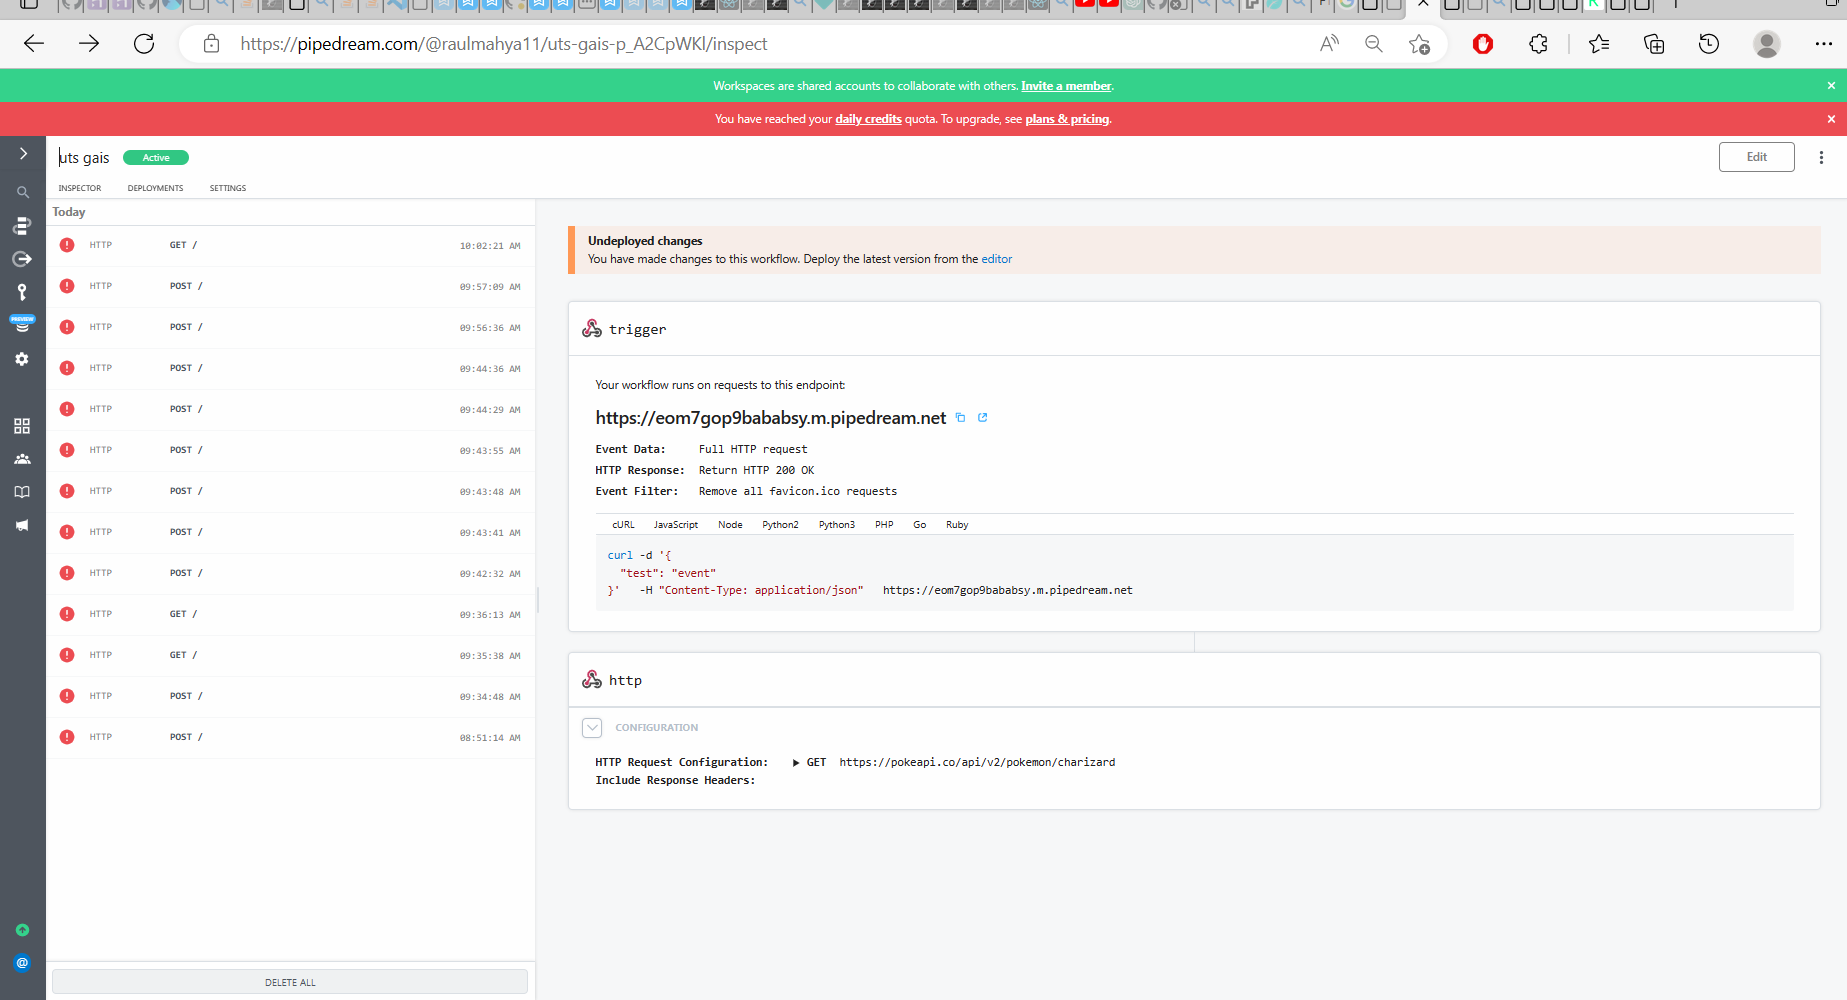 https://pipedream.com/@raulmahya11/uts-gais-p_A2CpWKl/inspect
Workspaces are shared accounts to collaborate with others. Invite a member.
You have reached your daily credits quota. To upgrade, see plans & pricing.
uts gais
Active
Edit
INSPECTOR DEPLOYMENTS SETTINGS
Today
HTTP GET / 10:02:21 AM
HTTP POST / 09:57:09 AM
HTTP POST / 09:56:36 AM
HTTP POST / 09:44:36 AM
HTTP POST / 09:44:29 AM
HTTP POST / 09:43:55 AM
HTTP POST / 09:43:48 AM
HTTP POST / 09:43:41 AM
HTTP POST / 09:42:32 AM
HTTP GET / 09:36:13 AM
HTTP GET / 09:35:38 AM
HTTP POST / 09:34:48 AM
HTTP POST / 08:51:14 AM
DELETE ALL
PREVIEW
Undeployed changes
You have made changes to this workflow. Deploy the latest version from the editor
trigger
Your workflow runs on requests to this endpoint:
https://eom7gop9bababsy.m.pipedream.net
Event Data: Full HTTP request
HTTP Response: Return HTTP 200 OK
Event Filter: Remove all favicon.ico requests
cURL JavaScript Node Python2 Python3 PHP Go Ruby
curl -d '{
"test": "event"
}' -H "Content-Type: application/json" https://eom7gop9bababsy.m.pipedream.net
http
CONFIGURATION
HTTP Request Configuration: GET https://pokeapi.co/api/v2/pokemon/charizard
Include Response Headers: